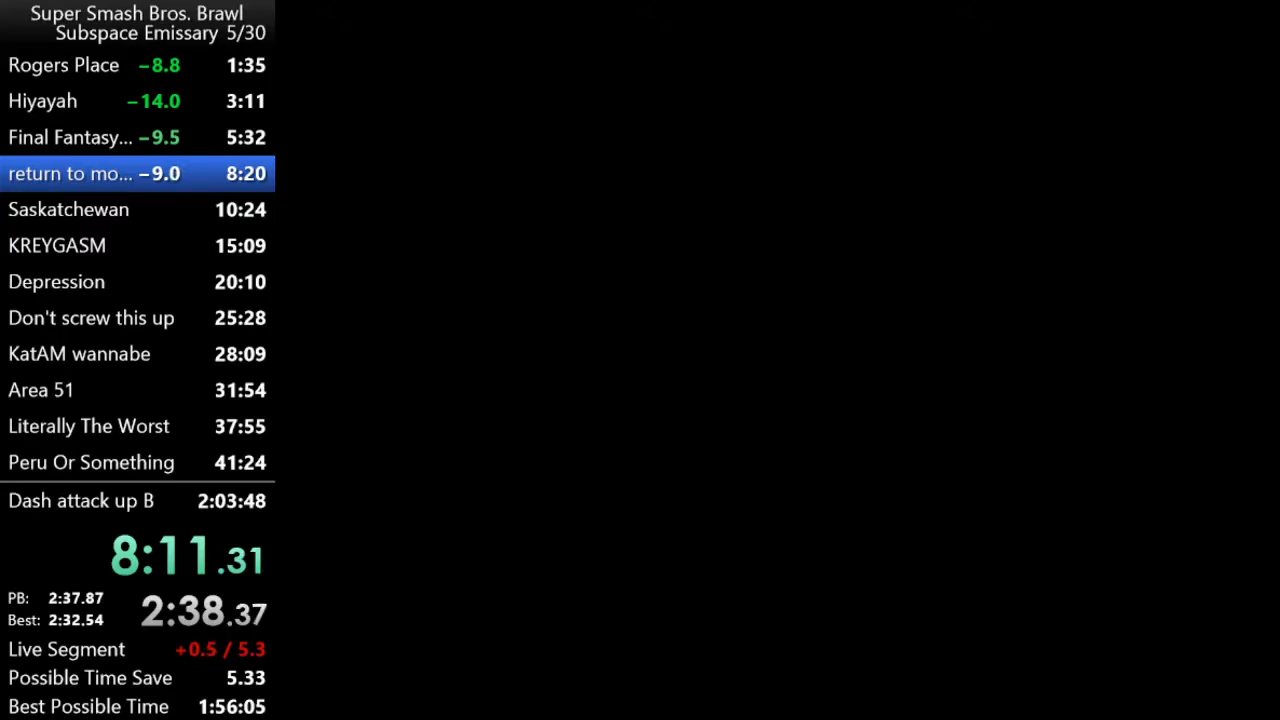 Super Smash Bros. Brawl
Subspace Emissary 5/30
Rogers Place −8.8 1:35
Hiyayah −14.0 3:11
Final Fantasy... −9.5 5:32
return to mo... −9.0 8:20
Saskatchewan 10:24
KREYGASM 15:09
Depression 20:10
Don't screw this up 25:28
KatAM wannabe 28:09
Area 51 31:54
Literally The Worst 37:55
Peru Or Something 41:24
Dash attack up B 2:03:48
8:11.31
PB: 2:37.87
Best: 2:32.54
2:38.37
Live Segment +0.5 / 5.3
Possible Time Save 5.33
Best Possible Time 1:56:05